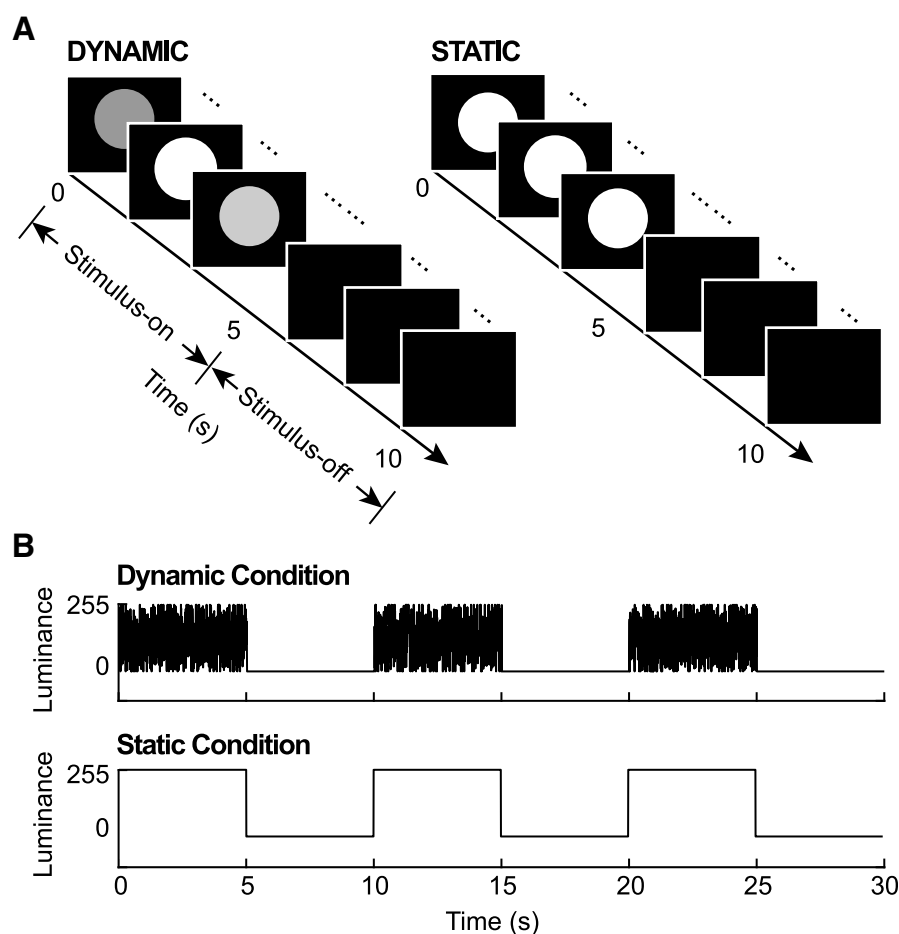 A
DYNAMIC
STATIC
0
Stimulus-on
5
Time (s)
Stimulus-off
10
0
5
10
B
Dynamic Condition
Luminance
255
0
Static Condition
Luminance
255
0
0 5 10 15 20 25 30
Time (s)